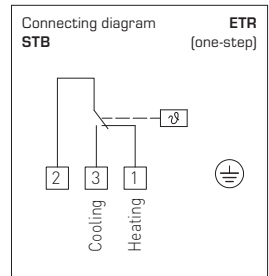 Connecting diagram ETR
STB (one-step)
ϑ
2 3 1
Cooling
Heating